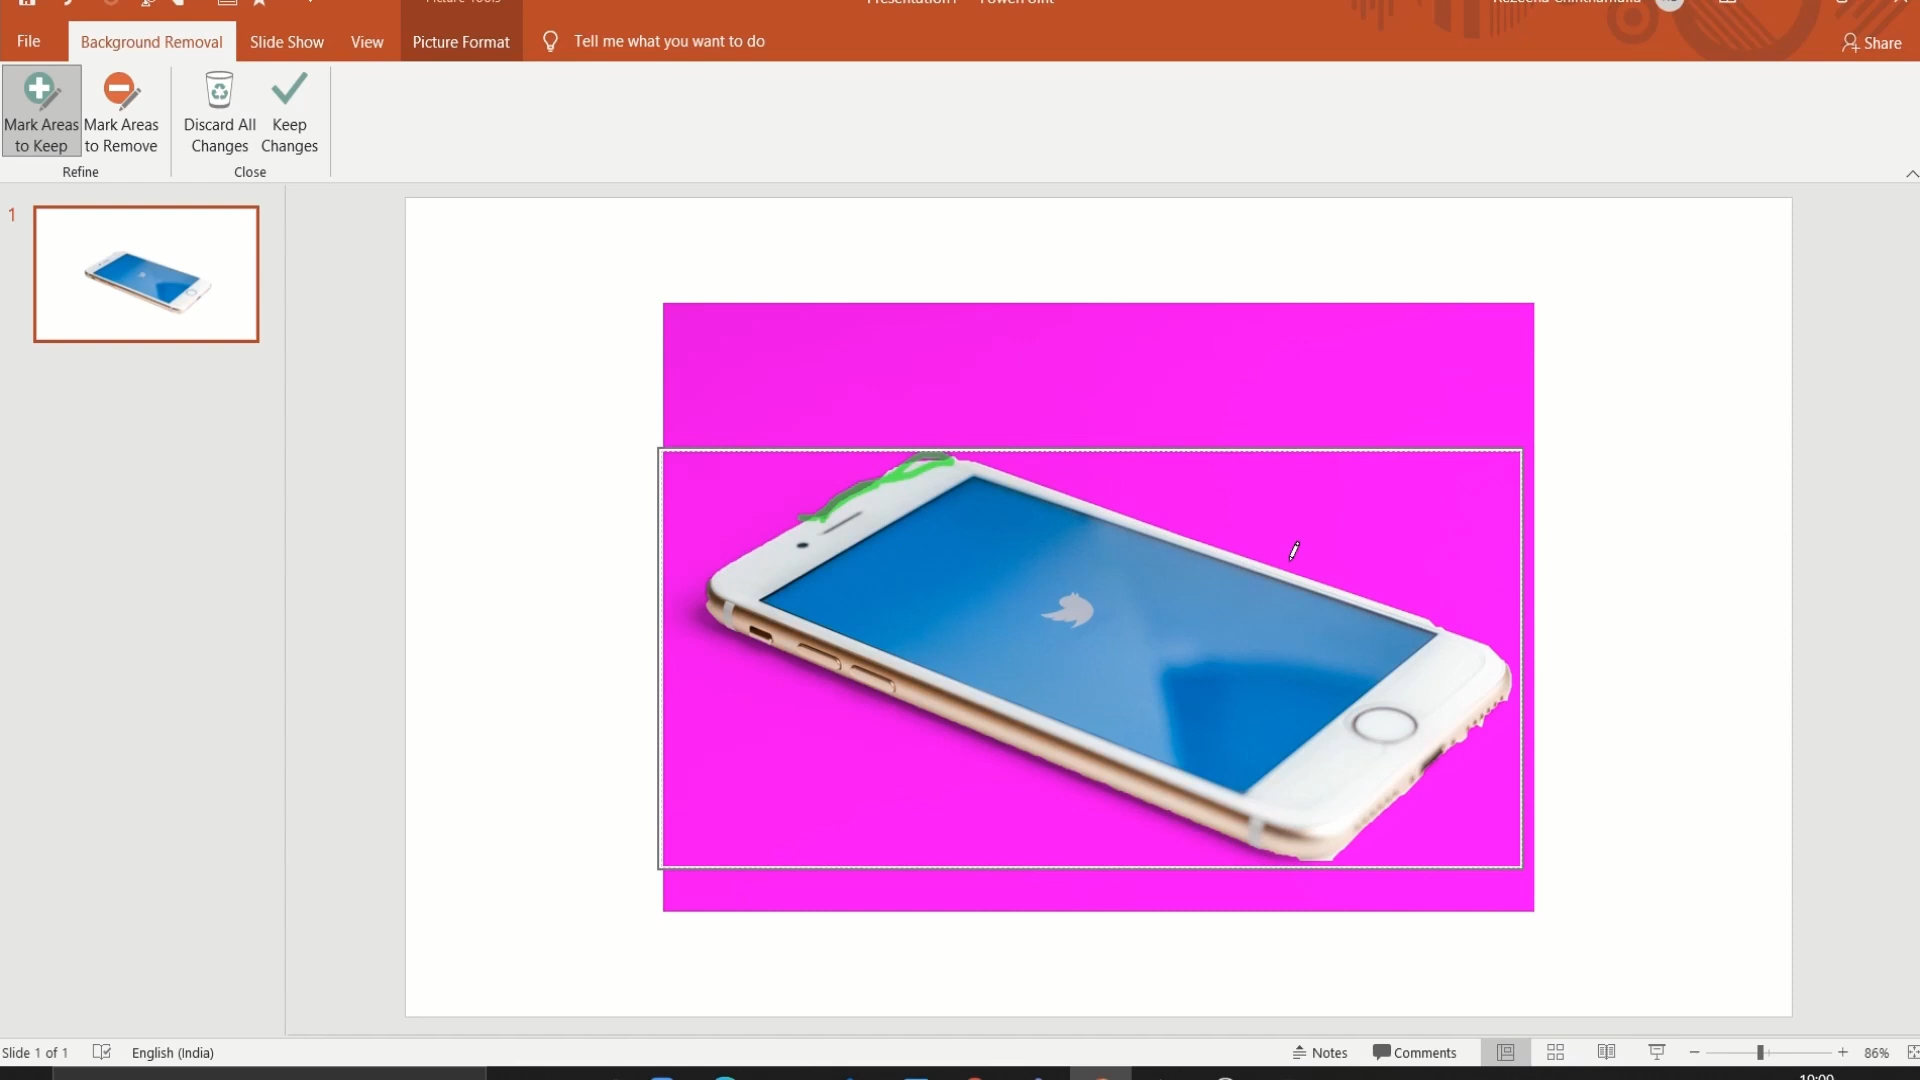 File
Background Removal
Slide Show
View
Picture Format
Tell me what you want to do
Share
Mark Areas
to Keep
Mark Areas
to Remove
Discard All
Changes
Keep
Changes
Refine
Close
1
Slide 1 of 1
English (India)
Notes
Comments
86%